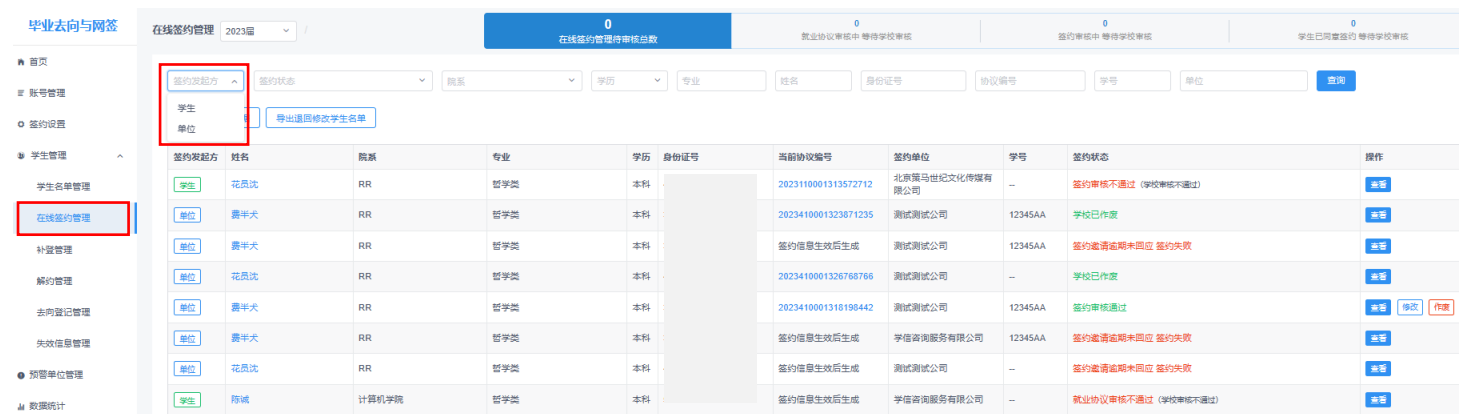 毕业去向与网签
在线签约管理 2023届 /
0
在线签约管理待审核总数
0
就业协议审核中 等待学校审核
0
签约审核中 等待学校审核
0
学生已同意签约 等待学校审核
首页
账号管理
签约设置
学生管理
学生名单管理
在线签约管理
补登管理
解约管理
去向登记管理
失效信息管理
预警单位管理
数据统计
签约发起方 签约状态 院系 学历 专业 姓名 身份证号 协议编号 学号 单位 查询
学生
单位
导出退回修改学生名单
签约发起方 姓名 院系 专业 学历 身份证号 当前协议编号 签约单位 学号 签约状态 操作
学生 花员沈 RR 哲学类 本科 2023110001313572712 北京策马世纪文化传媒有限公司 -- 签约审核不通过（学校审核不通过） 查看
单位 费半犬 RR 哲学类 本科 2023410001323871235 测试测试公司 12345AA 学校已作废 查看
单位 费半犬 RR 哲学类 本科 签约信息生效后生成 测试测试公司 12345AA 签约邀请逾期未回应 签约失败 查看
单位 花员沈 RR 哲学类 本科 2023410001326768766 测试测试公司 -- 学校已作废 查看
单位 费半犬 RR 哲学类 本科 2023410001318198442 测试测试公司 12345AA 签约审核通过 查看 修改 作废
单位 费半犬 RR 哲学类 本科 签约信息生效后生成 学信咨询服务有限公司 12345AA 签约邀请逾期未回应 签约失败 查看
单位 花员沈 RR 哲学类 本科 签约信息生效后生成 测试测试公司 -- 签约邀请逾期未回应 签约失败 查看
学生 陈诚 计算机学院 本科 签约信息生效后生成 学信咨询服务有限公司 -- 就业协议审核不通过（学校审核不通过） 查看